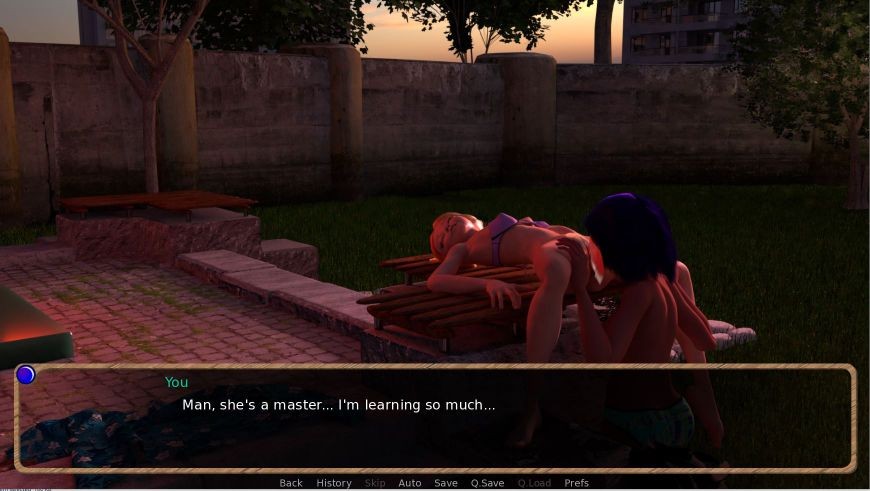 You
Man, she's a master... I'm learning so much...
Back History Skip Auto Save Q.Save Q.Load Prefs